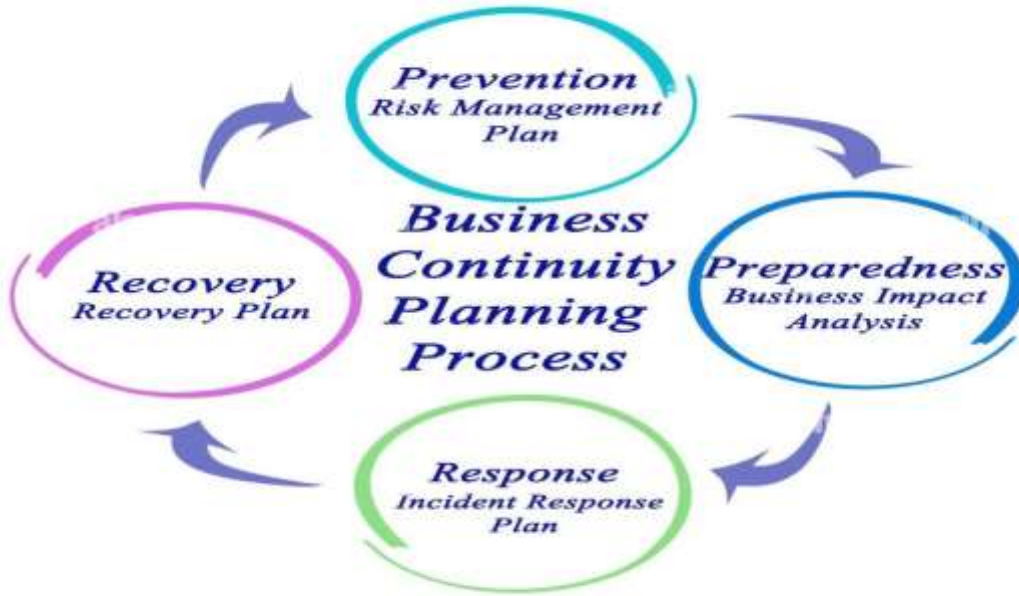 Prevention
Risk Management
Plan
Business
Continuity
Planning
Process
Preparedness
Business Impact
Analysis
Response
Incident Response
Plan
Recovery
Recovery Plan